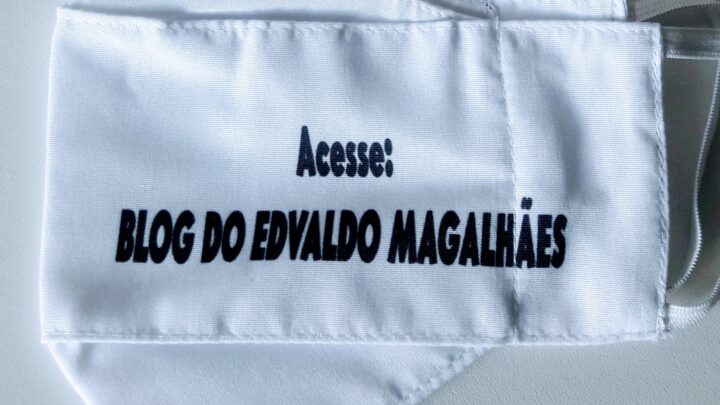 Acesse:
BLOG DO EDVALDO MAGALHÃES